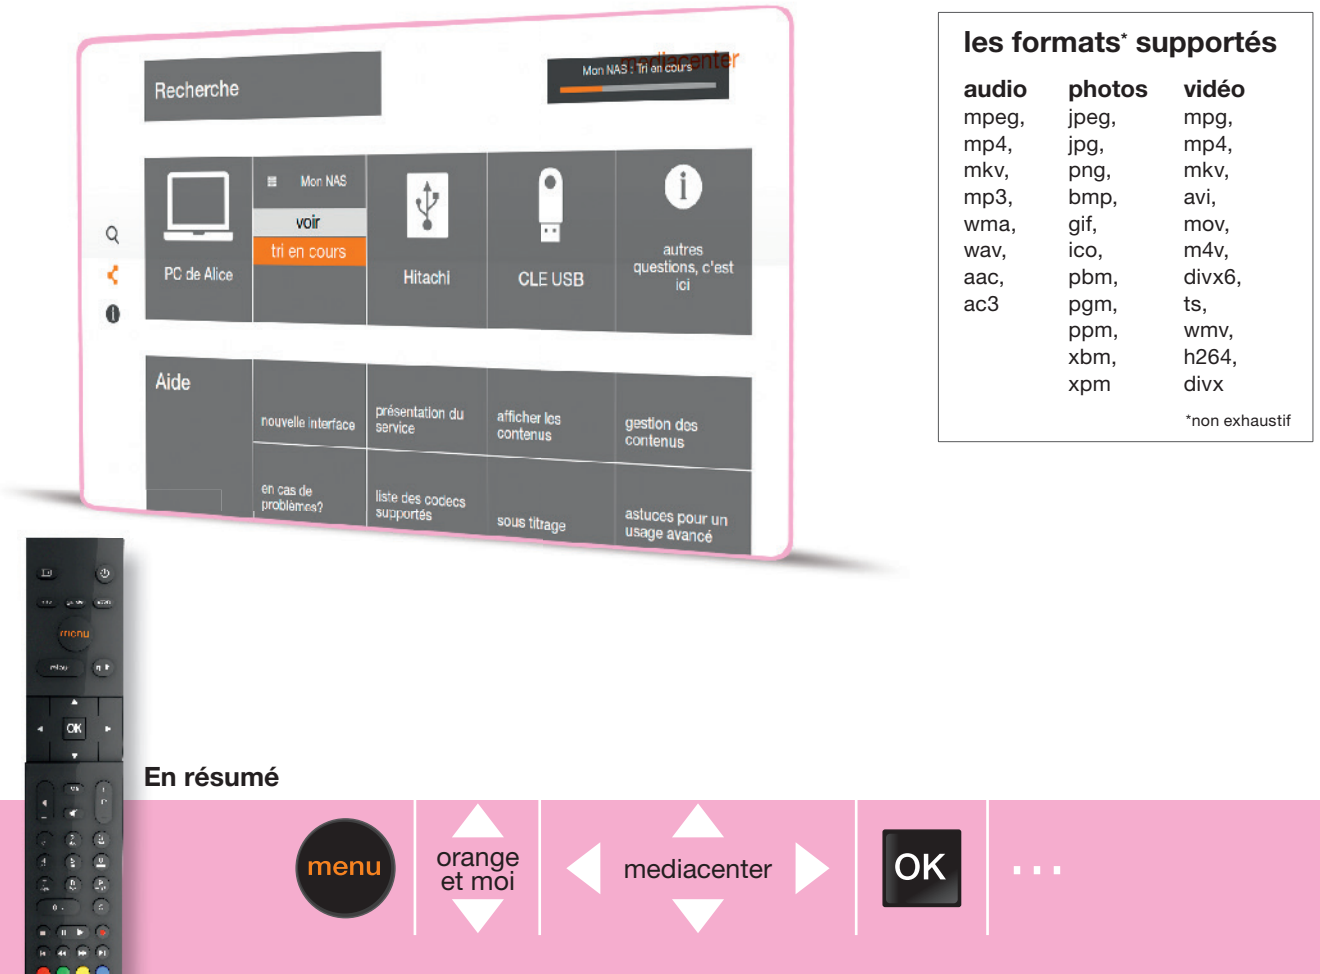 mediacenter
Recherche
Mon NAS : Tri en cours
PC de Alice
Mon NAS
voir
tri en cours
Hitachi
CLE USB
autres
questions, c'est
ici
Aide
nouvelle interface
présentation du
service
afficher les
contenus
gestion des
contenus
en cas de
problèmes?
liste des codecs
supportés
sous titrage
astuces pour un
usage avancé
les formats* supportés
audio
mpeg,
mp4,
mkv,
mp3,
wma,
wav,
aac,
ac3
photos
jpeg,
jpg,
png,
bmp,
gif,
ico,
pbm,
pgm,
ppm,
xbm,
xpm
vidéo
mpg,
mp4,
mkv,
avi,
mov,
m4v,
divx6,
ts,
wmv,
h264,
divx
*non exhaustif
menu
OK
En résumé
menu
orange
et moi
mediacenter
OK
...